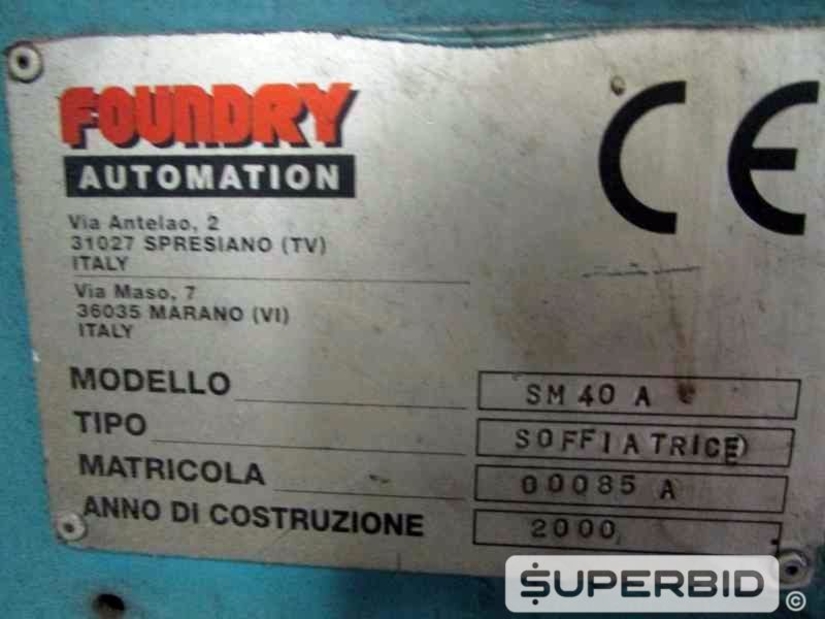 FOUNDRY
AUTOMATION
CE
Via Antelao, 2
31027 SPRESIANO (TV)
ITALY
Via Maso, 7
36035 MARANO (VI)
ITALY
MODELLO SM 40 A
TIPO SOFFIATRICE
MATRICOLA 00085 A
ANNO DI COSTRUZIONE 2000
SUPERBID ©